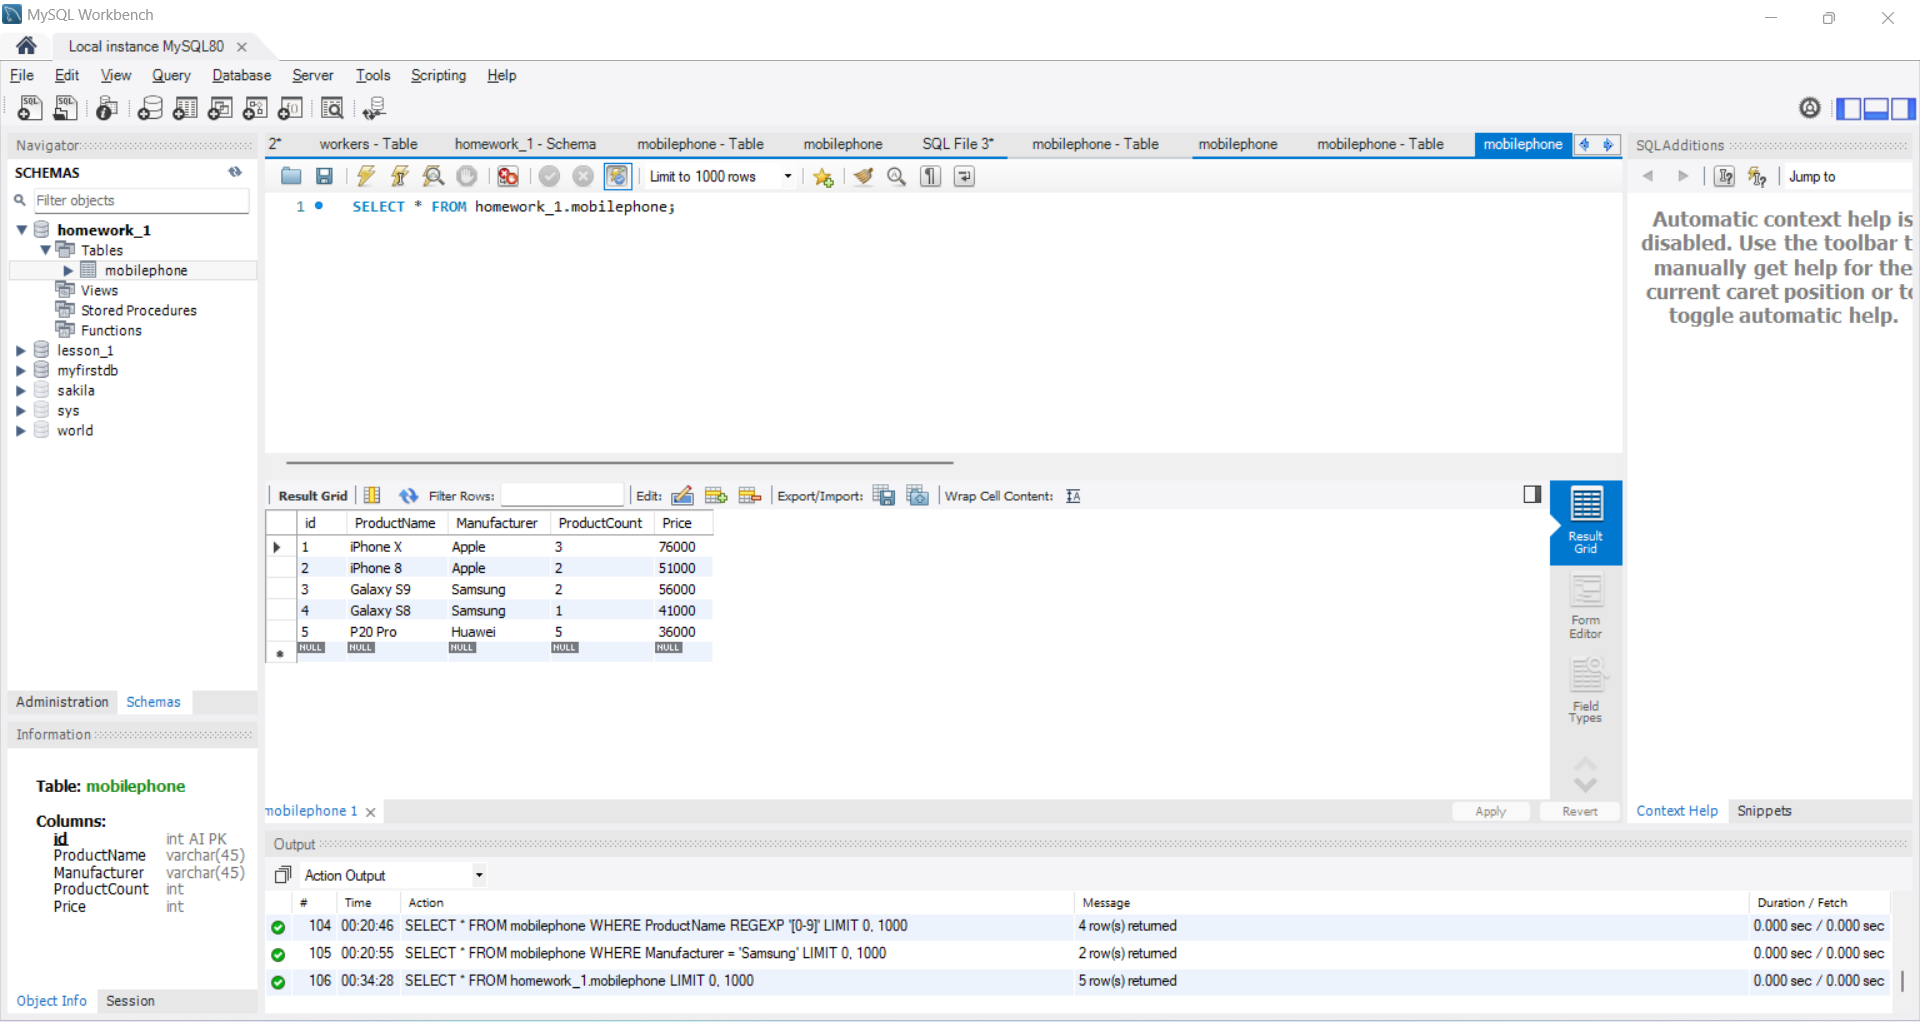 MySQL Workbench
Local instance MySQL80
File Edit View Query Database Server Tools Scripting Help
Navigator
SCHEMAS
Filter objects
homework_1
Tables
mobilephone
Views
Stored Procedures
Functions
lesson_1
myfirstdb
sakila
sys
world
Administration Schemas
Information
Table: mobilephone
Columns:
id int AI PK
ProductName varchar(45)
Manufacturer varchar(45)
ProductCount int
Price int
Object Info Session
2* workers - Table homework_1 - Schema mobilephone - Table mobilephone SQL File 3* mobilephone - Table mobilephone mobilephone - Table mobilephone
Limit to 1000 rows
1 SELECT * FROM homework_1.mobilephone;
Result Grid Filter Rows: Edit: Export/Import: Wrap Cell Content:
id ProductName Manufacturer ProductCount Price
1 iPhone X Apple 3 76000
2 iPhone 8 Apple 2 51000
3 Galaxy S9 Samsung 2 56000
4 Galaxy S8 Samsung 1 41000
5 P20 Pro Huawei 5 36000
NULL NULL NULL NULL NULL
Result
Grid
Form
Editor
Field
Types
mobilephone 1 Apply Revert
Output
Action Output
# Time Action Message Duration / Fetch
104 00:20:46 SELECT * FROM mobilephone WHERE ProductName REGEXP '[0-9]' LIMIT 0, 1000 4 row(s) returned 0.000 sec / 0.000 sec
105 00:20:55 SELECT * FROM mobilephone WHERE Manufacturer = 'Samsung' LIMIT 0, 1000 2 row(s) returned 0.000 sec / 0.000 sec
106 00:34:28 SELECT * FROM homework_1.mobilephone LIMIT 0, 1000 5 row(s) returned 0.000 sec / 0.000 sec
SQLAdditions
Jump to
Automatic context help is
disabled. Use the toolbar t
manually get help for the
current caret position or to
toggle automatic help.
Context Help Snippets